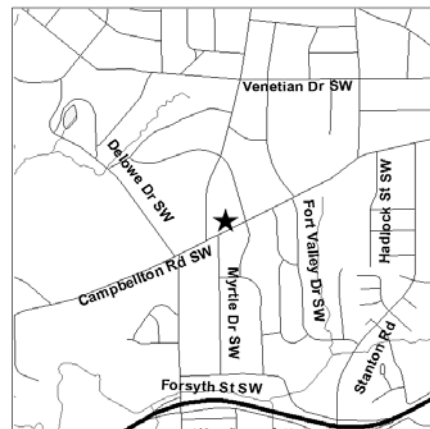 Venetian Dr SW
Delowe Dr SW
Hadlock St SW
Fort Valley Dr SW
Campbellton Rd SW
Myrtle Dr SW
Stanton Rd
Forsyth St SW